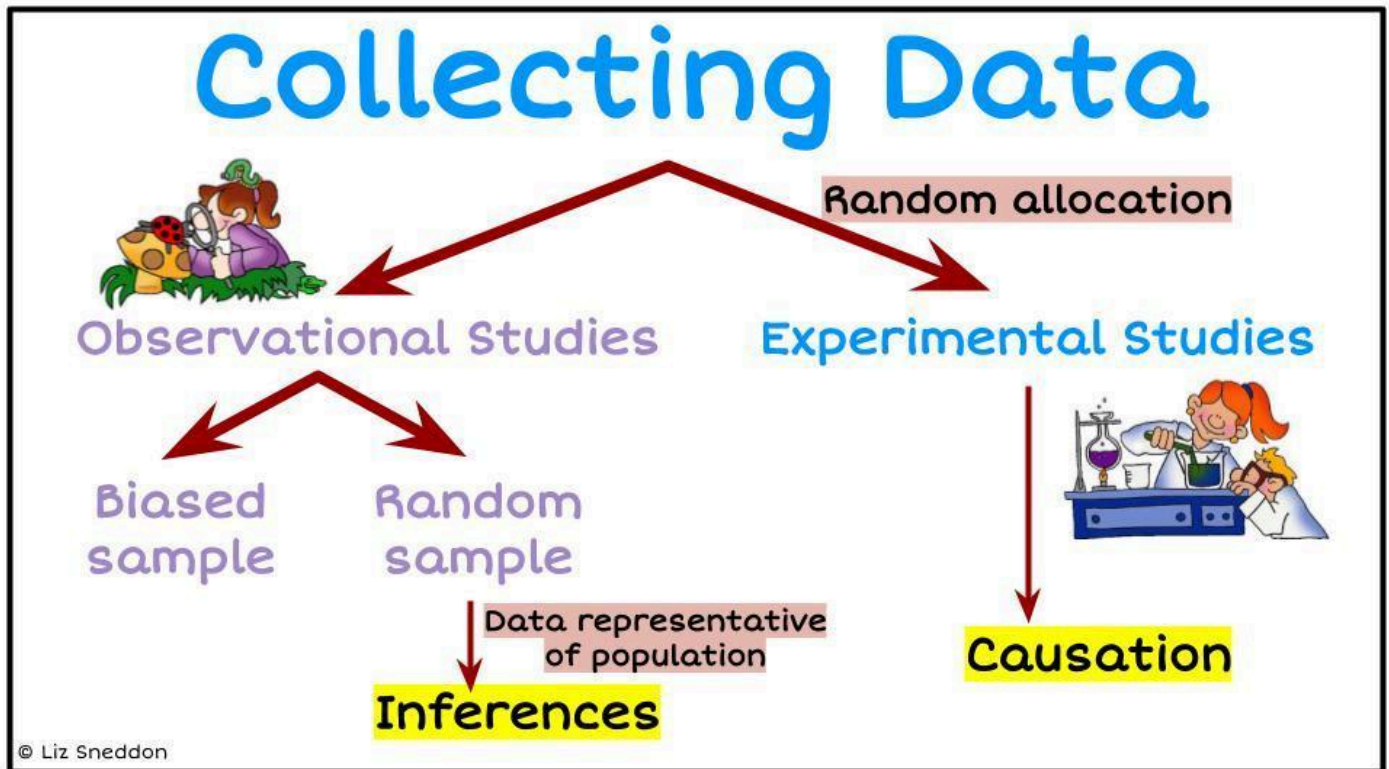 Collecting Data
Random allocation
Observational Studies
Experimental Studies
Biased
sample
Random
sample
Data representative
of population
Causation
Inferences
© Liz Sneddon